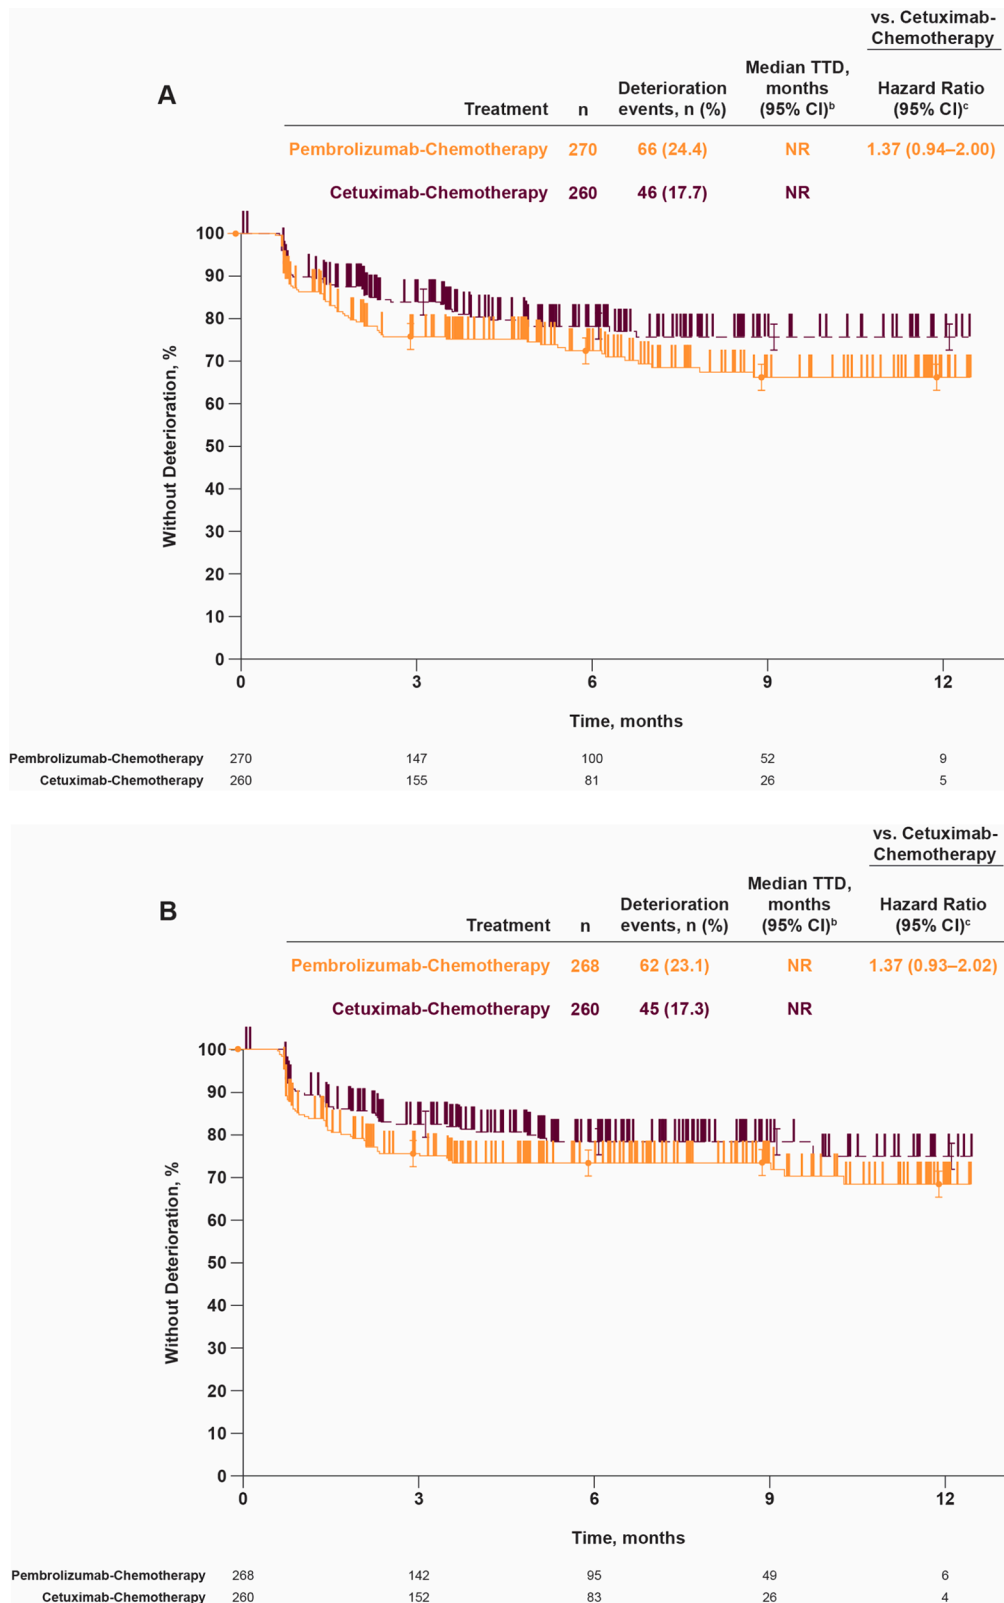 vs. Cetuximab-
Chemotherapy
A
Treatment n Deterioration events, n (%) Median TTD, months (95% CI)b Hazard Ratio (95% CI)c
Pembrolizumab-Chemotherapy 270 66 (24.4) NR 1.37 (0.94–2.00)
Cetuximab-Chemotherapy 260 46 (17.7) NR
100
90
80
70
60
50
40
30
20
10
0
Without Deterioration, %
0 3 6 9 12
Time, months
Pembrolizumab-Chemotherapy 270 147 100 52 9
Cetuximab-Chemotherapy 260 155 81 26 5
vs. Cetuximab-
Chemotherapy
B
Treatment n Deterioration events, n (%) Median TTD, months (95% CI)b Hazard Ratio (95% CI)c
Pembrolizumab-Chemotherapy 268 62 (23.1) NR 1.37 (0.93–2.02)
Cetuximab-Chemotherapy 260 45 (17.3) NR
100
90
80
70
60
50
40
30
20
10
0
Without Deterioration, %
0 3 6 9 12
Time, months
Pembrolizumab-Chemotherapy 268 142 95 49 6
Cetuximab-Chemotherapy 260 152 83 26 4